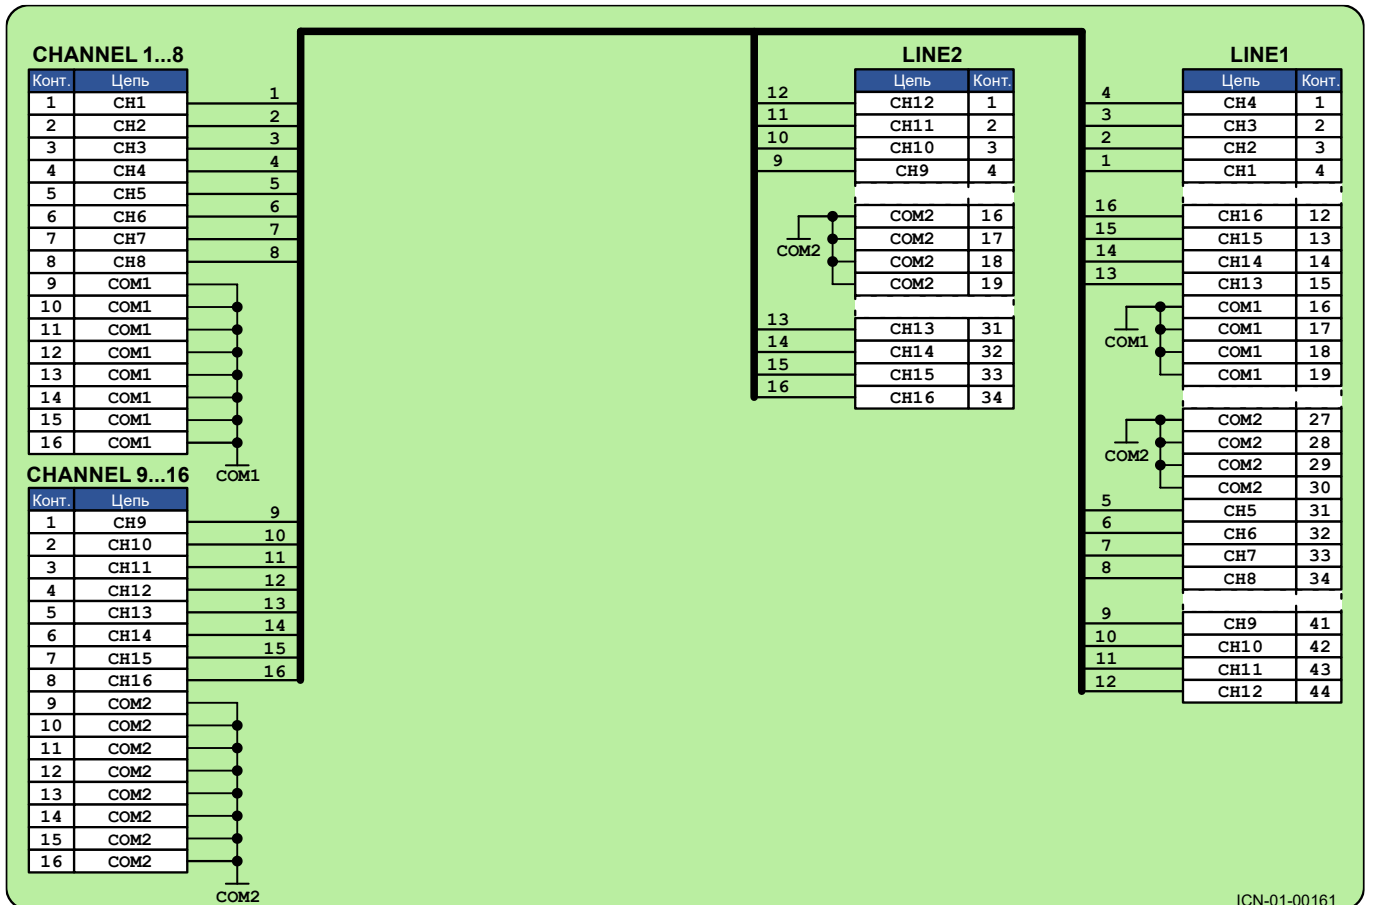 CHANNEL 1...8
Конт. Цепь
1 CH1 1
2 CH2 2
3 CH3 3
4 CH4 4
5 CH5 5
6 CH6 6
7 CH7 7
8 CH8 8
9 COM1
10 COM1
11 COM1
12 COM1
13 COM1
14 COM1
15 COM1
16 COM1
COM1
CHANNEL 9...16
Конт. Цепь
1 CH9 9
2 CH10 10
3 CH11 11
4 CH12 12
5 CH13 13
6 CH14 14
7 CH15 15
8 CH16 16
9 COM2
10 COM2
11 COM2
12 COM2
13 COM2
14 COM2
15 COM2
16 COM2
COM2
LINE2
Цепь Конт.
12 CH12 1
11 CH11 2
10 CH10 3
9 CH9 4
COM2 16
COM2 17
COM2
COM2 18
COM2 19
13 CH13 31
14 CH14 32
15 CH15 33
16 CH16 34
LINE1
Цепь Конт.
4 CH4 1
3 CH3 2
2 CH2 3
1 CH1 4
16 CH16 12
15 CH15 13
14 CH14 14
13 CH13 15
COM1 16
COM1 17
COM1
COM1 18
COM1 19
COM2 27
COM2 28
COM2
COM2 29
COM2 30
5 CH5 31
6 CH6 32
7 CH7 33
8 CH8 34
9 CH9 41
10 CH10 42
11 CH11 43
12 CH12 44
ICN-01-00161